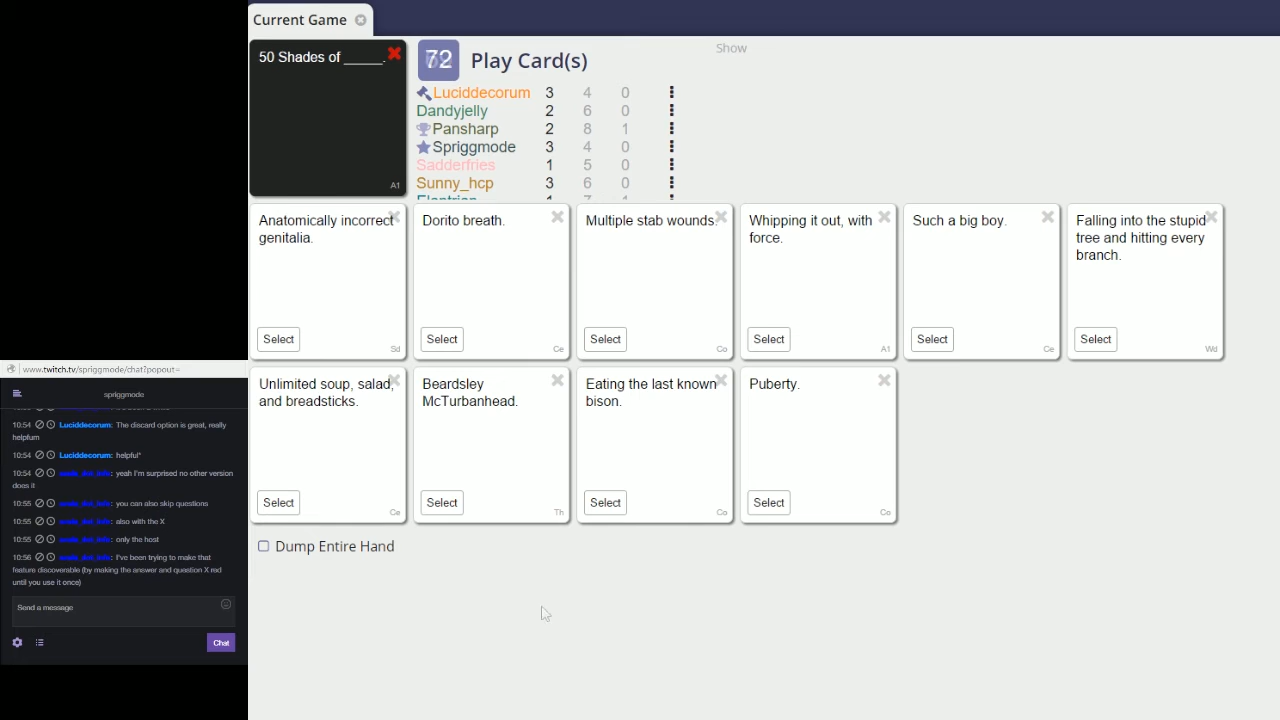 Current Game
50 Shades of ______.
A1
72
Play Card(s)
Show
Luciddecorum 3 4 0
Dandyjelly 2 6 0
Pansharp 2 8 1
Spriggmode 3 4 0
Sadderfries 1 5 0
Sunny_hcp 3 6 0
Anatomically incorrect
genitalia.
Select
Sd
Dorito breath.
Select
Ce
Multiple stab wounds.
Select
Co
Whipping it out, with
force.
Select
A1
Such a big boy.
Select
Ce
Falling into the stupid
tree and hitting every
branch.
Select
Wd
Unlimited soup, salad,
and breadsticks.
Select
Ce
Beardsley
McTurbanhead.
Select
Th
Eating the last known
bison.
Select
Co
Puberty.
Select
Co
Dump Entire Hand
www.twitch.tv/spriggmode/chat?popout=
spriggmode
10:54 Luciddecorum: The discard option is great, really
helpfum
10:54 Luciddecorum: helpful*
10:54 : yeah I'm surprised no other version
does it
10:55 : you can also skip questions
10:55 : also with the X
10:55 : only the host
10:56 : I've been trying to make that
feature discoverable (by making the answer and question X red
until you use it once)
Send a message
Chat